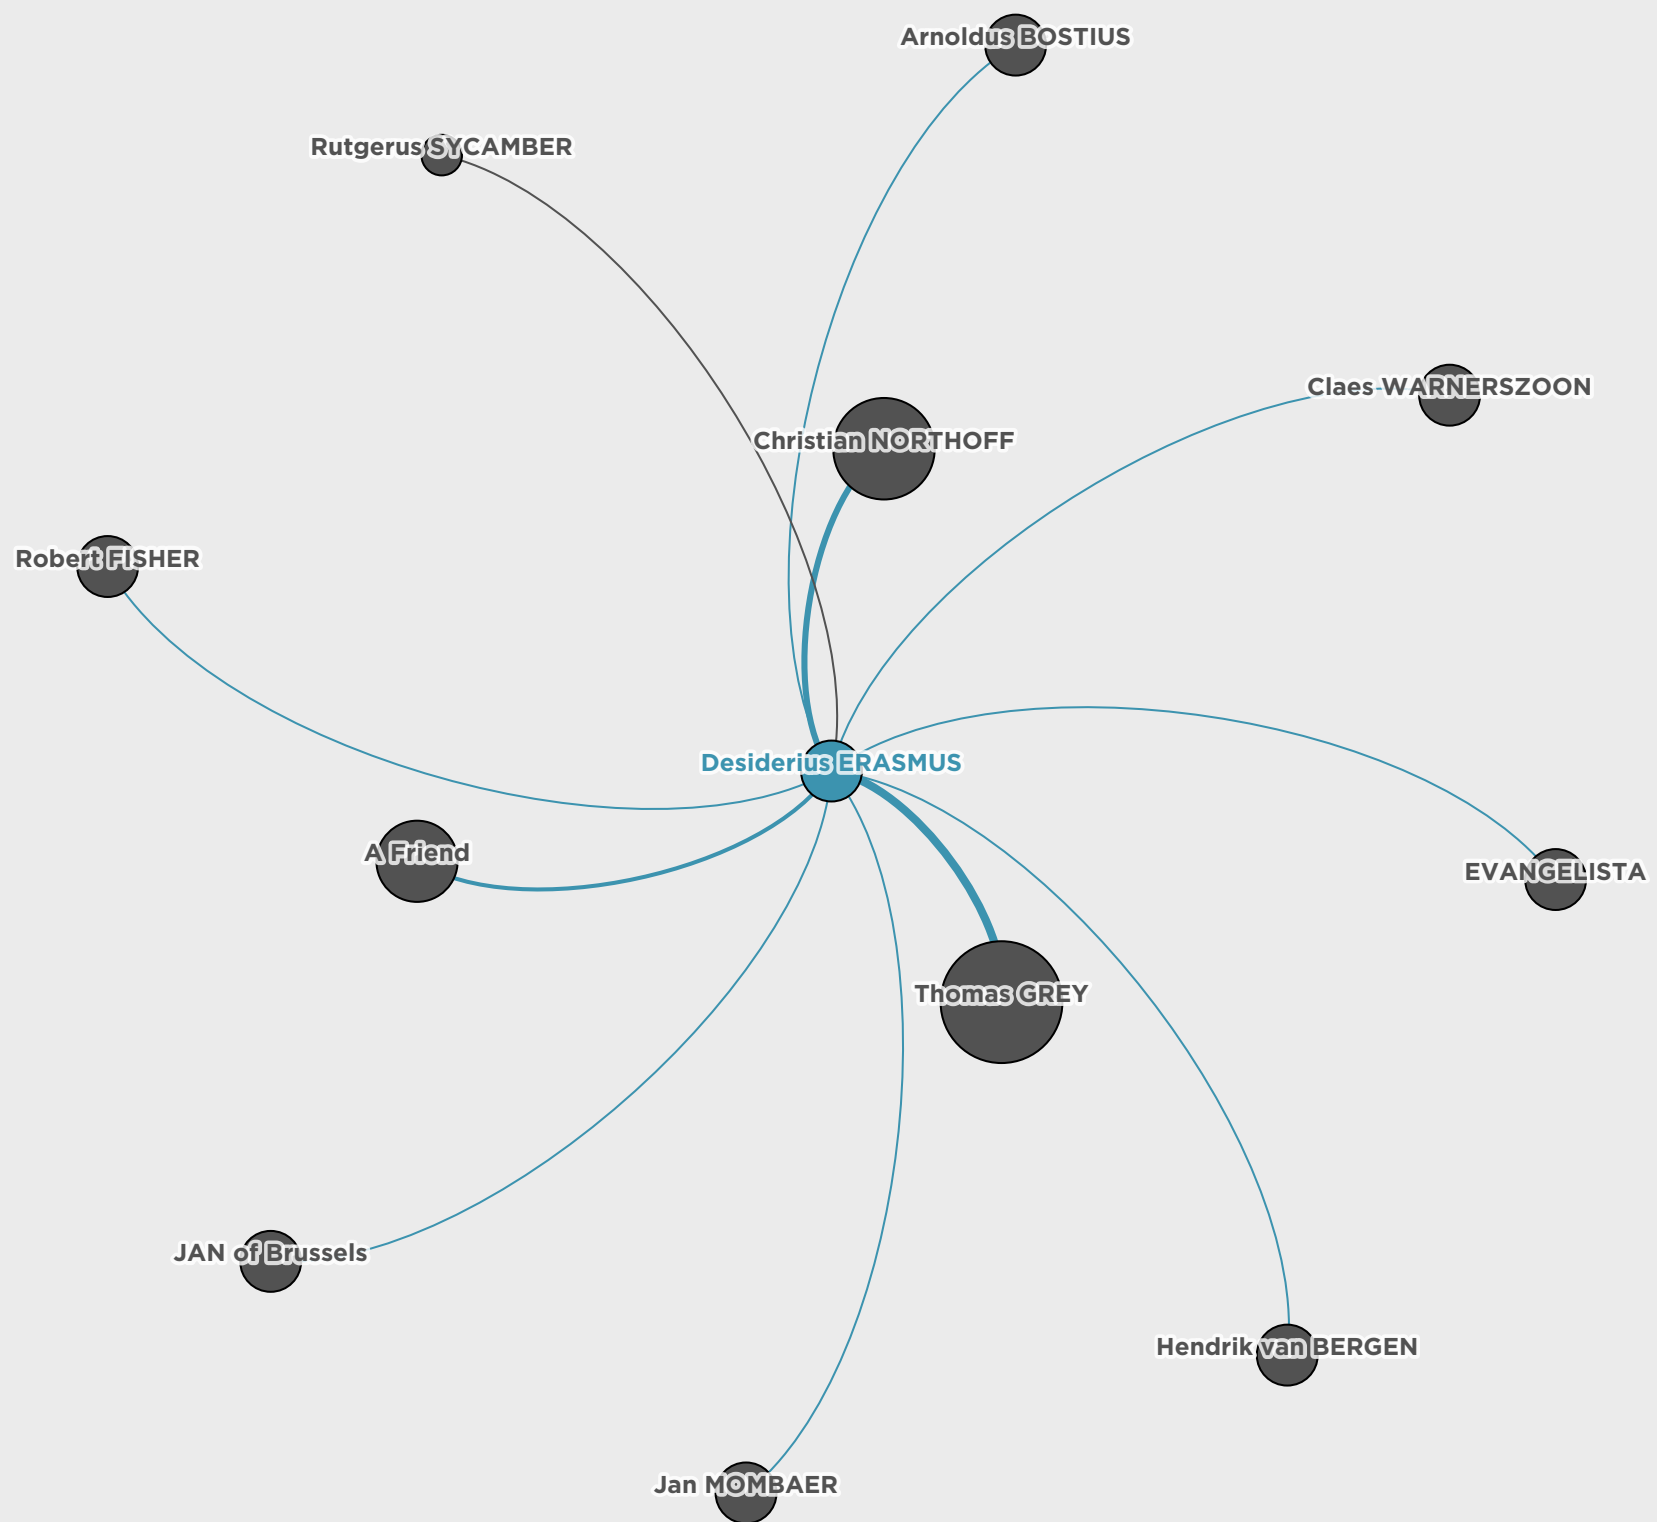 Arnoldus BOSTIUS
Rutgerus SYCAMBER
Claes WARNERSZOON
Christian NORTHOFF
Robert FISHER
Desiderius ERASMUS
A Friend
EVANGELISTA
Thomas GREY
JAN of Brussels
Hendrik van BERGEN
Jan MOMBAER